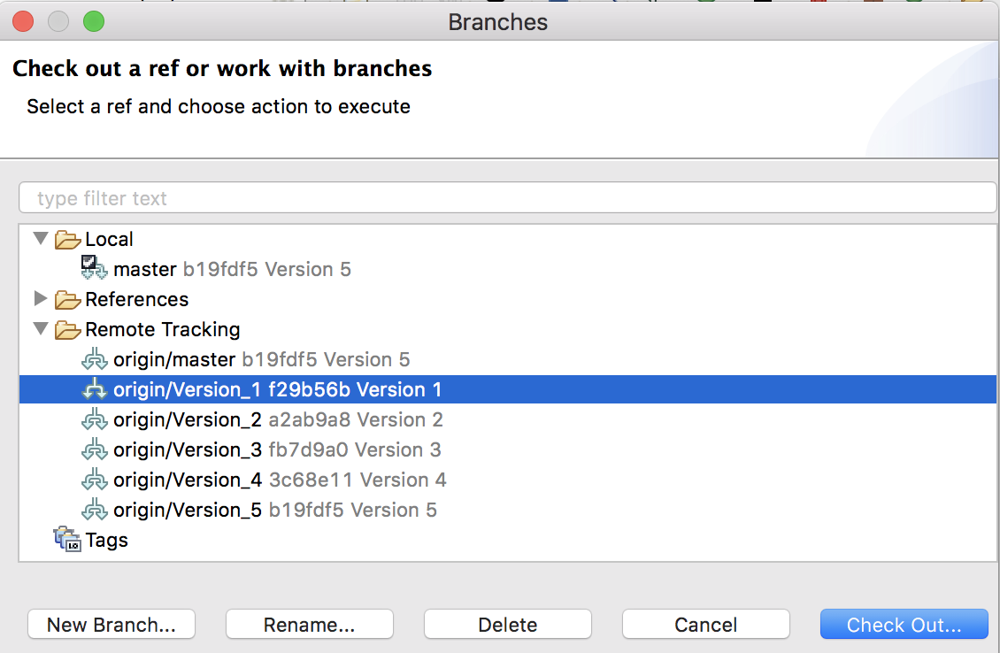 Branches
Check out a ref or work with branches
Select a ref and choose action to execute
type filter text
Local
master b19fdf5 Version 5
References
Remote Tracking
origin/master b19fdf5 Version 5
origin/Version_1 f29b56b Version 1
origin/Version_2 a2ab9a8 Version 2
origin/Version_3 fb7d9a0 Version 3
origin/Version_4 3c68e11 Version 4
origin/Version_5 b19fdf5 Version 5
Tags
New Branch... Rename... Delete Cancel Check Out...